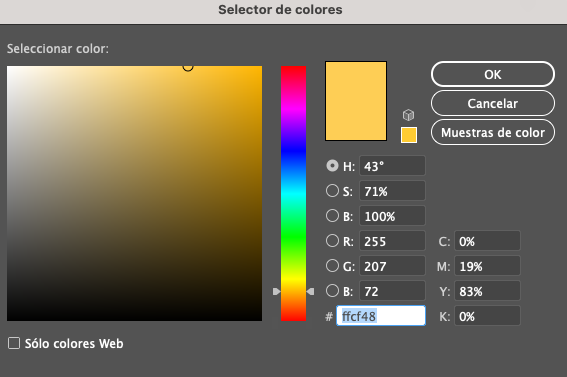 Selector de colores
Seleccionar color:
OK
Cancelar
Muestras de color
H: 43°
S: 71%
B: 100%
R: 255 C: 0%
G: 207 M: 19%
B: 72 Y: 83%
# ffcf48 K: 0%
Sólo colores Web